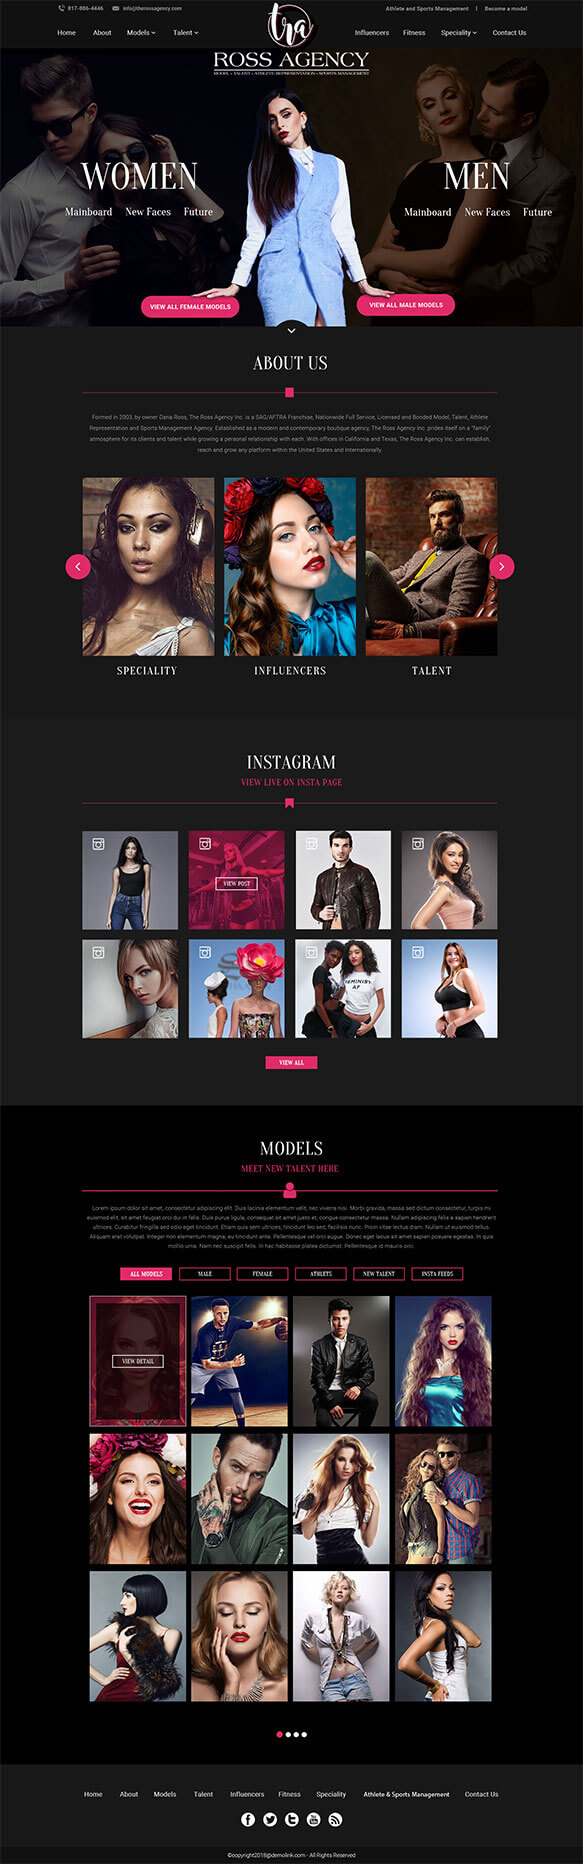 817-886-4446 info@therossagency.com
Athlete and Sports Management | Become a model
Home About Models Talent
tra
Influencers Fitness Speciality Contact Us
ROSS AGENCY
MODEL • TALENT • ATHLETE REPRESENTATION • SPORTS MANAGEMENT
WOMEN
Mainboard New Faces Future
VIEW ALL FEMALE MODELS
MEN
Mainboard New Faces Future
VIEW ALL MALE MODELS
ABOUT US
Formed in 2003, by owner Dana Ross, The Ross Agency Inc. is a SAG/AFTRA Franchise, Nationwide Full Service, Licensed and Bonded Model, Talent, Athlete
Representation and Sports Management Agency. Established as a modern and contemporary boutique agency, The Ross Agency Inc. prides itself on a "family"
atmosphere for its clients and talent while growing a personal relationship with each. With offices in California and Texas, The Ross Agency Inc. can establish,
reach and grow any platform within the United States and Internationally.
SPECIALITY INFLUENCERS TALENT
INSTAGRAM
VIEW LIVE ON INSTA PAGE
VIEW POST
FEMINIST
AF
VIEW ALL
MODELS
MEET NEW TALENT HERE
Lorem ipsum dolor sit amet, consectetur adipiscing elit. Duis lacinia elementum velit, nec viverra nisi. Morbi gravida, massa sed dictum consectetur, turpis mi
euismod elit, sit amet feugiat orci dui in felis. Duis purus ligula, consequat sit amet justo et, congue consequat massa. Nullam adipiscing felis a sapien hendrerit
ultricies. Curabitur fringilla sed odio eget tincidunt. Etiam quis sem ultricies, tincidunt leo sed, facilisis nunc. Proin vitae lectus diam. Nullam ut euismod tellus.
Aliquam erat volutpat. Integer non elementum magna, eu tincidunt ante. Pellentesque vel orci augue. Donec eget lacus sit amet sapien posuere egestas. In quis
mollis urna. Nam nec suscipit felis. In hac habitasse platea dictumst. Pellentesque id mauris orci.
ALL MODELS MALE FEMALE ATHLETS NEW TALENT INSTA FEEDS
VIEW DETAIL
Home About Models Talent Influencers Fitness Speciality Athlete & Sports Management Contact Us
©copyright2018@demolink.com - All Rights Reserved